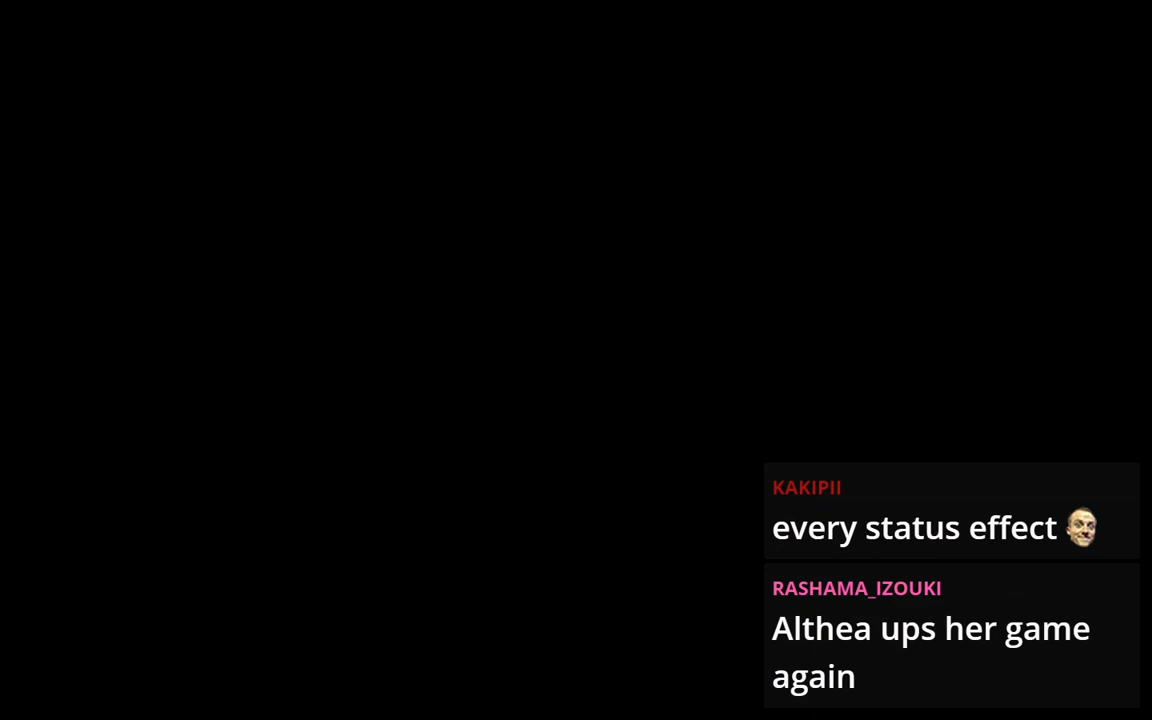 KAKIPII
every status effect
RASHAMA_IZOUKI
Althea ups her game
again